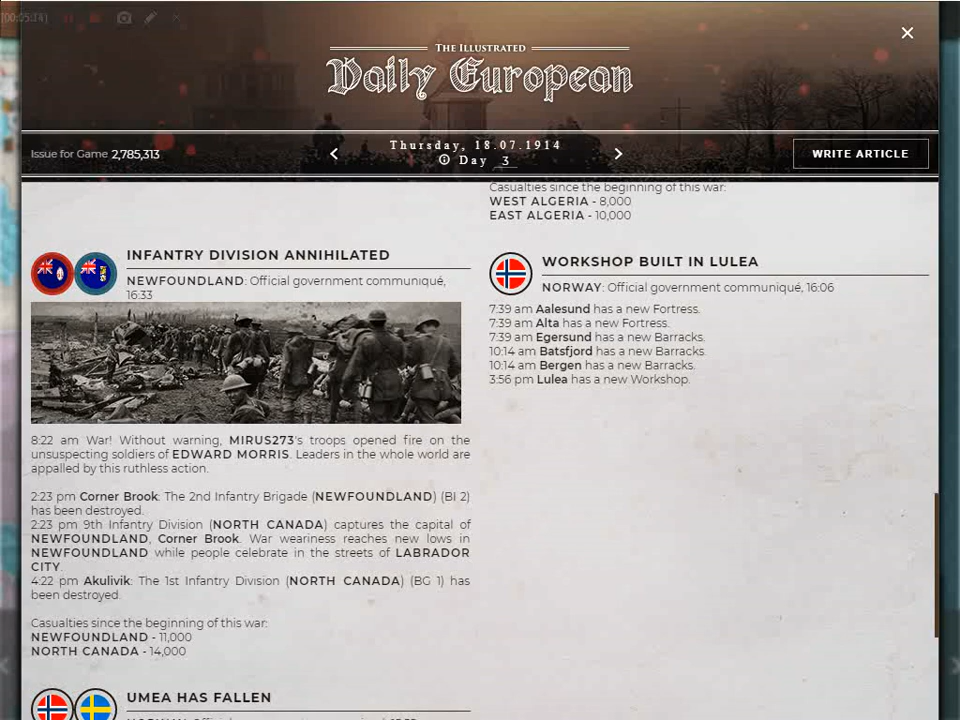 [00:05:14]
THE ILLUSTRATED
Daily European
Issue for Game 2,785,313
Thursday, 18.07.1914
Day 3
WRITE ARTICLE
Casualties since the beginning of this war:
WEST ALGERIA - 8,000
EAST ALGERIA - 10,000
INFANTRY DIVISION ANNIHILATED
NEWFOUNDLAND: Official government communiqué,
16:33
8:22 am War! Without warning, MIRUS273's troops opened fire on the
unsuspecting soldiers of EDWARD MORRIS. Leaders in the whole world are
appalled by this ruthless action.
2:23 pm Corner Brook: The 2nd Infantry Brigade (NEWFOUNDLAND) (BI 2)
has been destroyed.
2:23 pm 9th Infantry Division (NORTH CANADA) captures the capital of
NEWFOUNDLAND, Corner Brook. War weariness reaches new lows in
NEWFOUNDLAND while people celebrate in the streets of LABRADOR
CITY.
4:22 pm Akulivik: The 1st Infantry Division (NORTH CANADA) (BG 1) has
been destroyed.
Casualties since the beginning of this war:
NEWFOUNDLAND - 11,000
NORTH CANADA - 14,000
UMEA HAS FALLEN
WORKSHOP BUILT IN LULEA
NORWAY: Official government communiqué, 16:06
7:39 am Aalesund has a new Fortress.
7:39 am Alta has a new Fortress.
7:39 am Egersund has a new Barracks.
10:14 am Batsfjord has a new Barracks.
10:14 am Bergen has a new Barracks.
3:56 pm Lulea has a new Workshop.